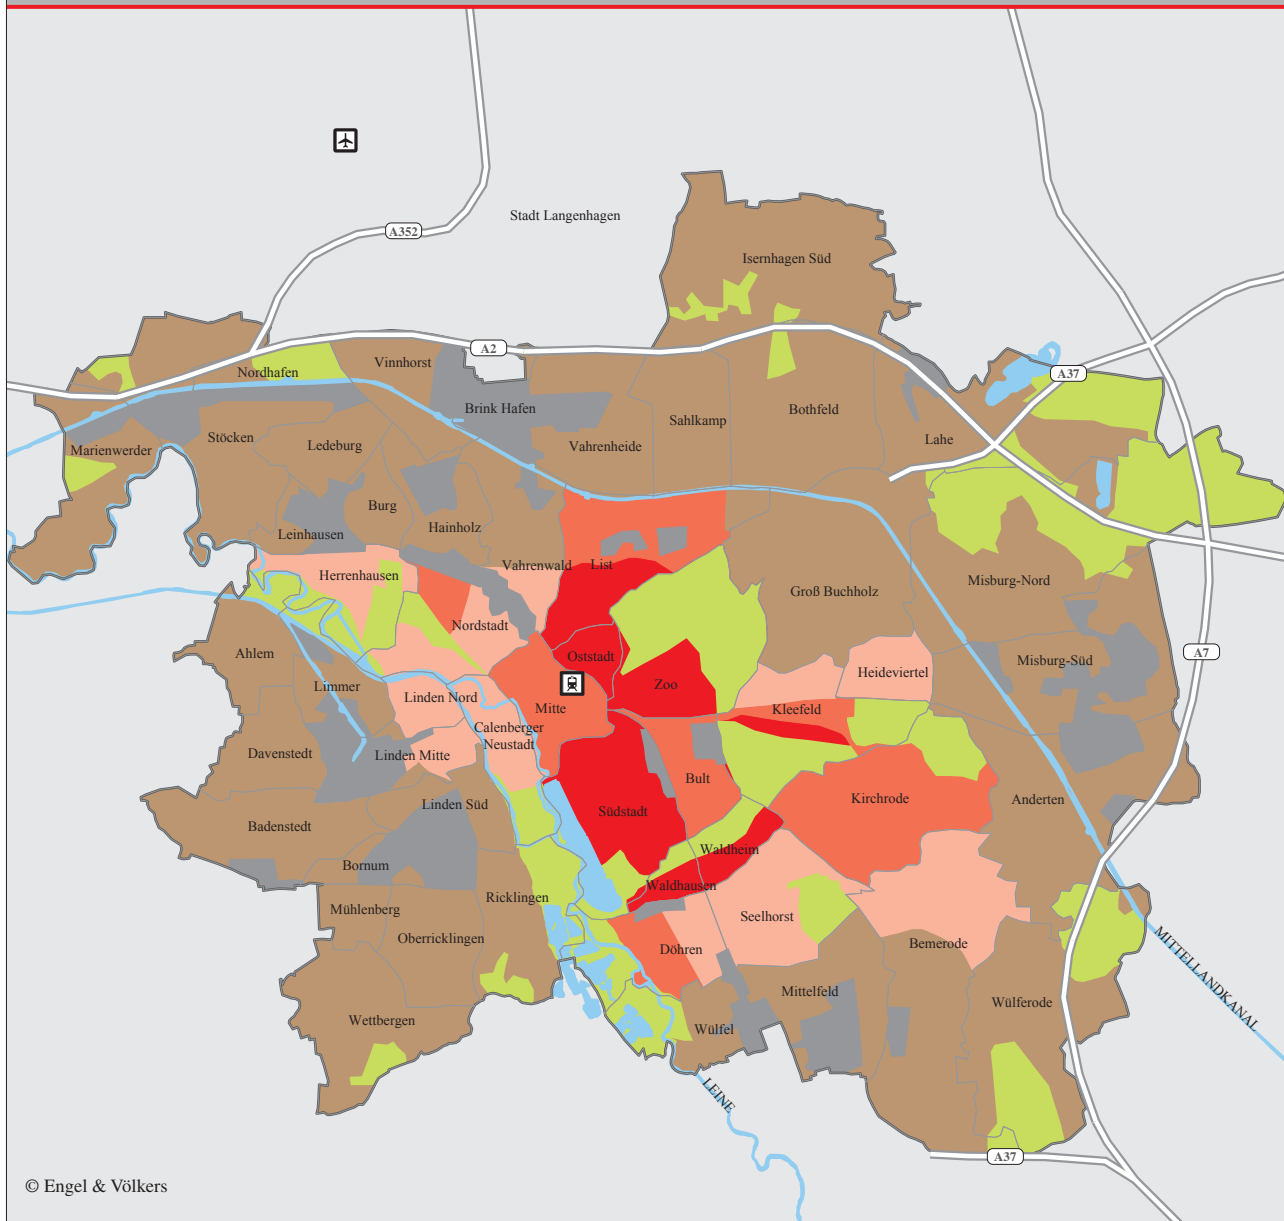 Stadt Langenhagen
A352
Isernhagen Süd
A2
Vinnhorst
Nordhafen
A37
Brink Hafen
Bothfeld
Sahlkamp
Stöcken
Ledeburg
Vahrenheide
Lahe
Marienwerder
Burg
Hainholz
Leinhausen
Vahrenwald
List
Herrenhausen
Misburg-Nord
Groß Buchholz
Nordstadt
Ahlem
Oststadt
A7
Misburg-Süd
Heideviertel
Limmer
Zoo
Linden Nord
Mitte
Kleefeld
Calenberger
Neustadt
Davenstedt
Linden Mitte
Bult
Kirchrode
Anderten
Linden Süd
Südstadt
Badenstedt
Waldheim
Bornum
Waldhausen
Ricklingen
Mühlenberg
Seelhorst
Oberricklingen
Döhren
Bemerode
MITTELLANDKANAL
Mittelfeld
Wülferode
Wettbergen
Wülfel
LEINE
A37
© Engel & Völkers